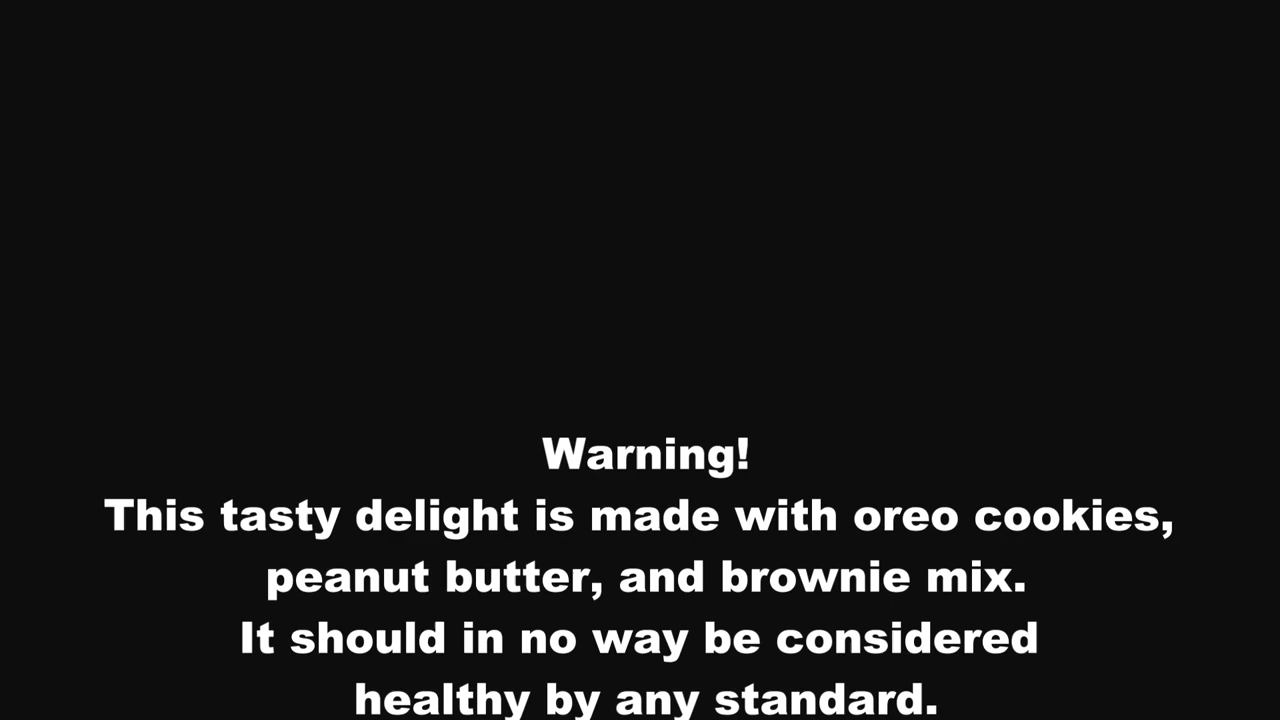 Warning!
This tasty delight is made with oreo cookies,
peanut butter, and brownie mix.
It should in no way be considered
healthy by any standard.